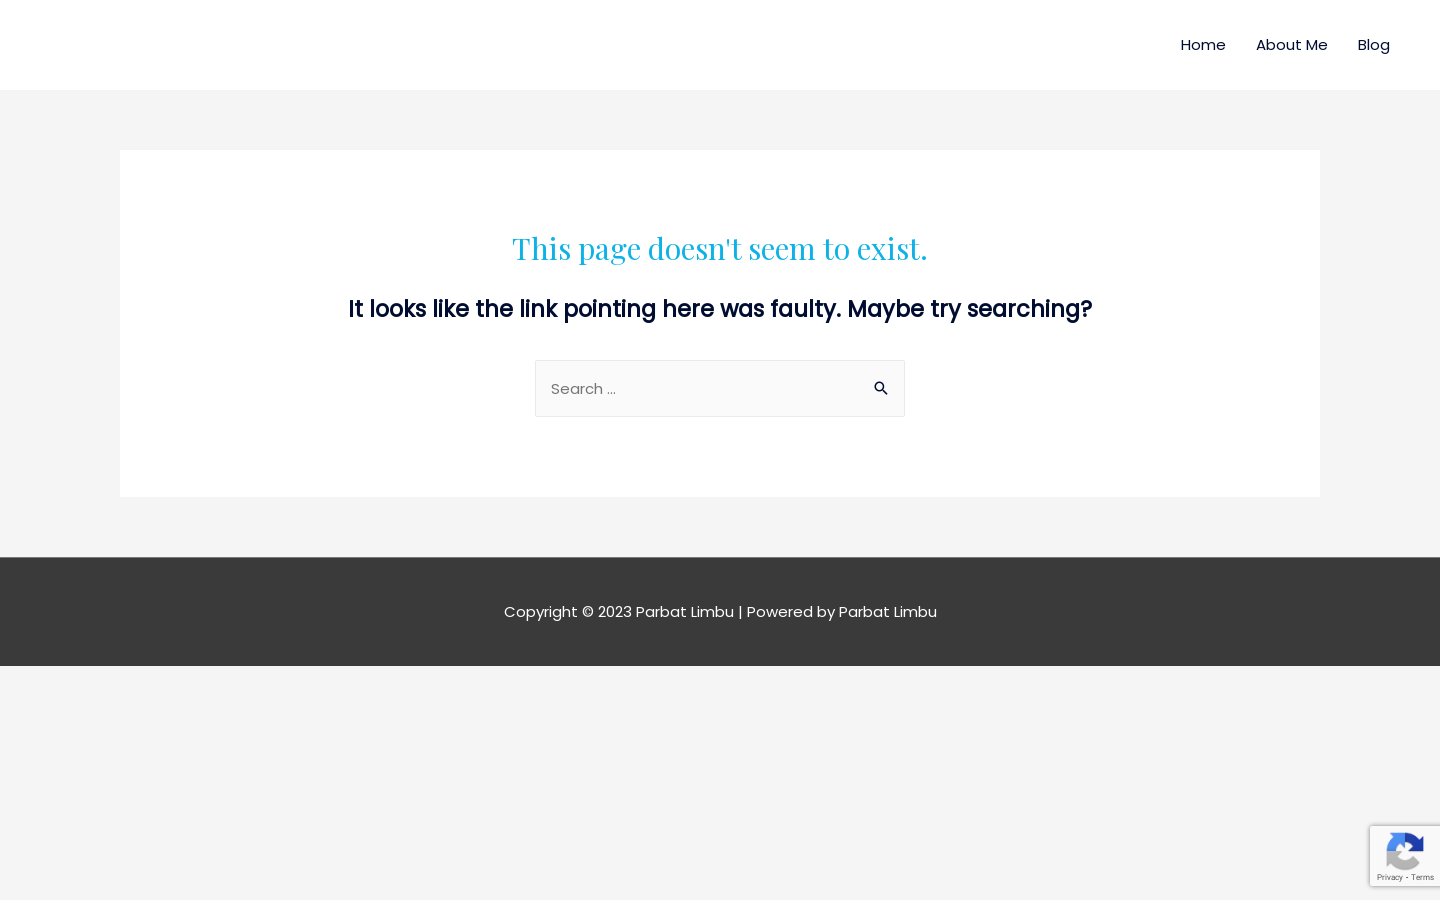 Home About Me Blog
This page doesn't seem to exist.
It looks like the link pointing here was faulty. Maybe try searching?
Search ...
Copyright © 2023 Parbat Limbu | Powered by Parbat Limbu
Privacy - Terms